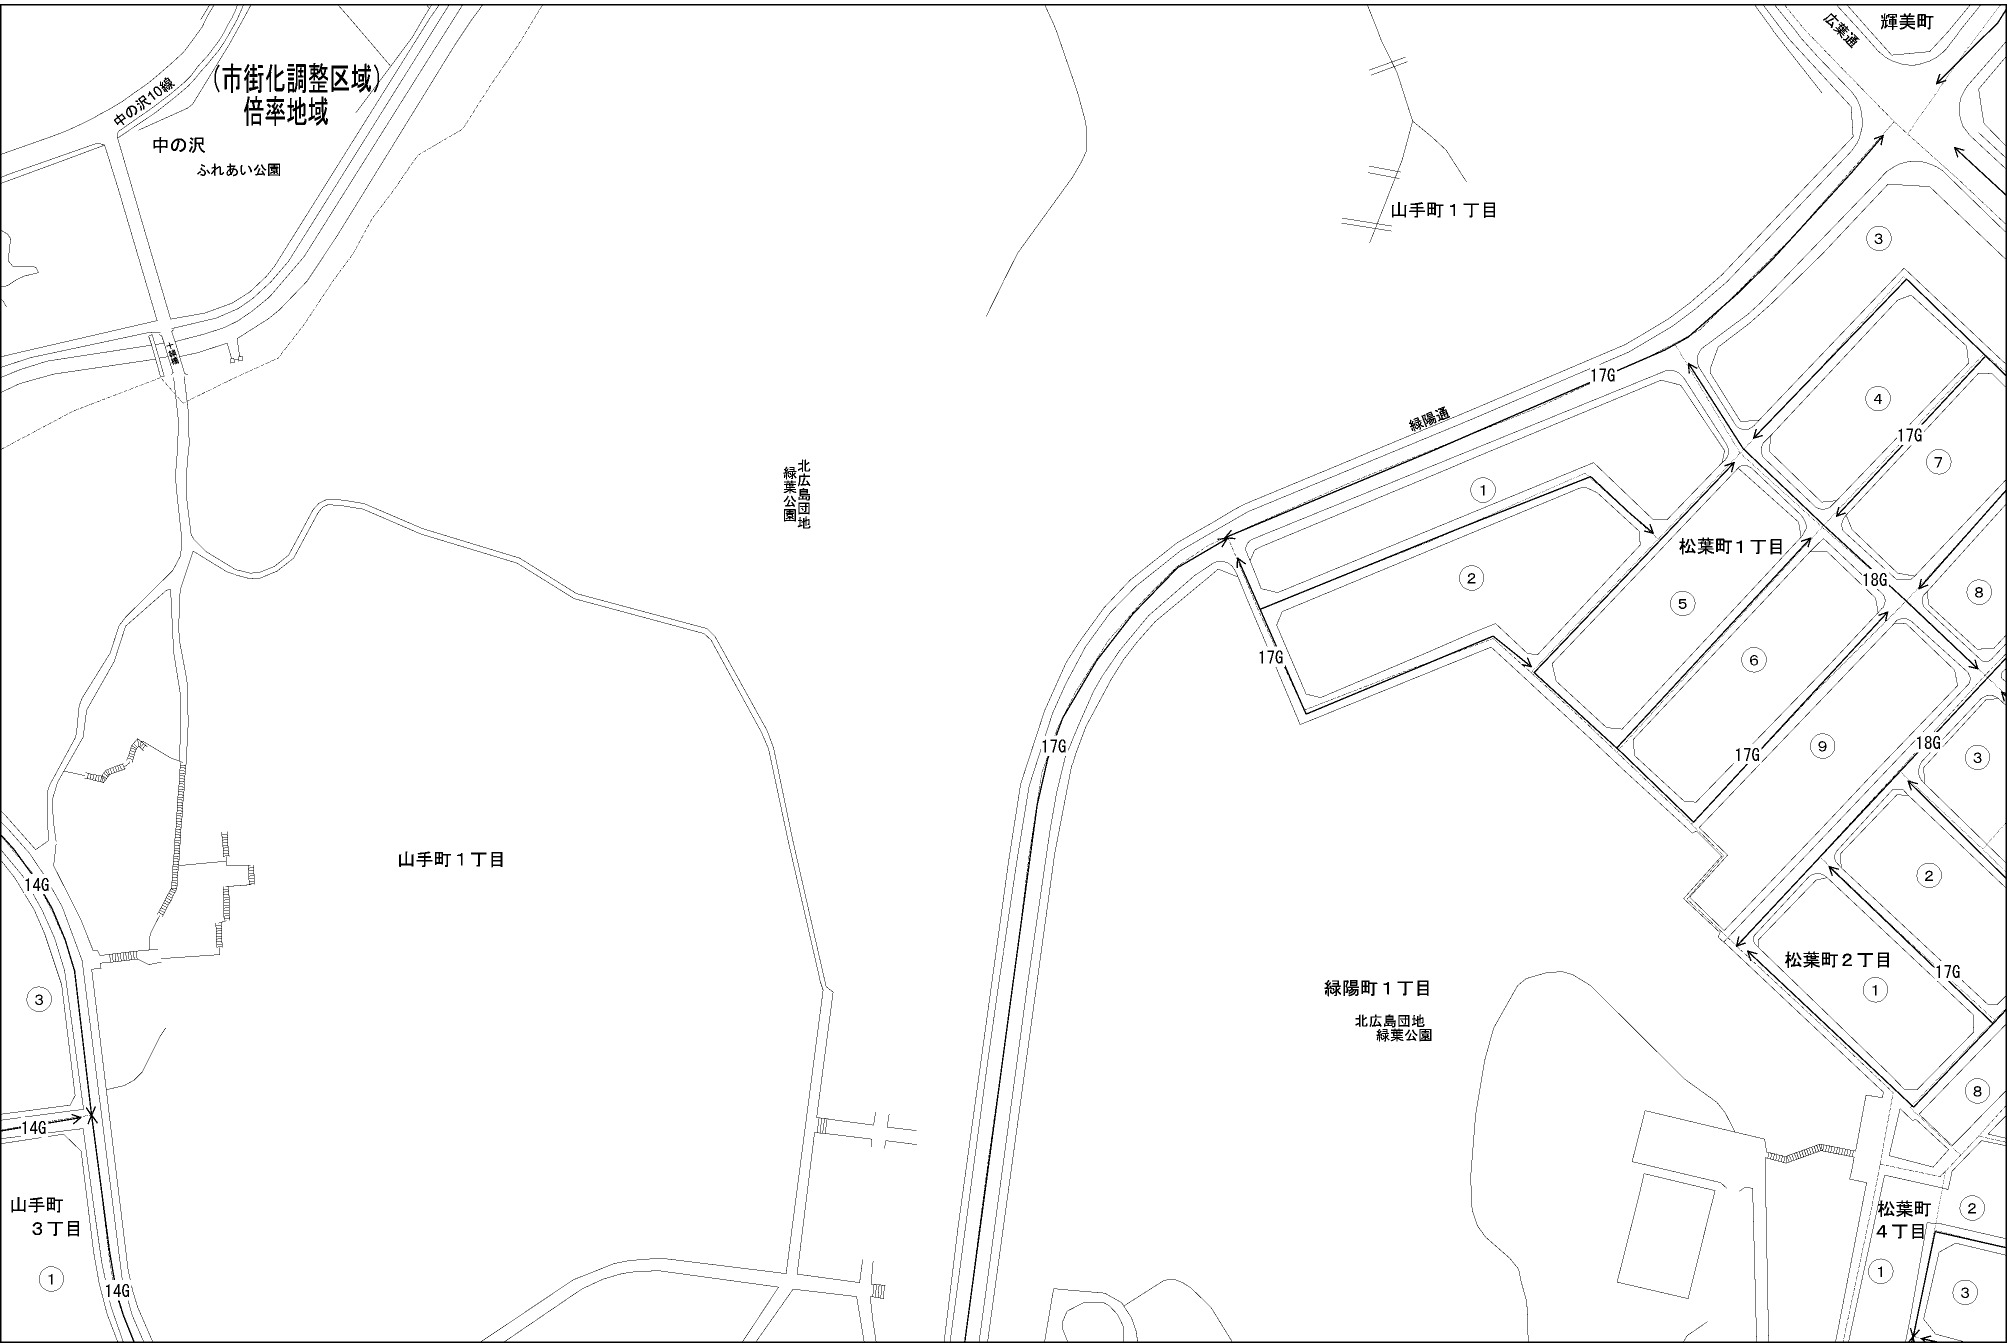 広葉通
輝美町
中の沢10線
（市街化調整区域）
倍率地域
中の沢
ふれあい公園
山手町１丁目
3
17G
緑陽通
4
17G
7
北広島団地
緑葉公園
1
松葉町１丁目
2
18G
8
5
17G
6
17G
9
17G
18G
3
山手町１丁目
14G
2
松葉町２丁目
17G
1
緑陽町１丁目
北広島団地
緑葉公園
3
8
14G
山手町
３丁目
松葉町
４丁目
2
1
14G
1
3